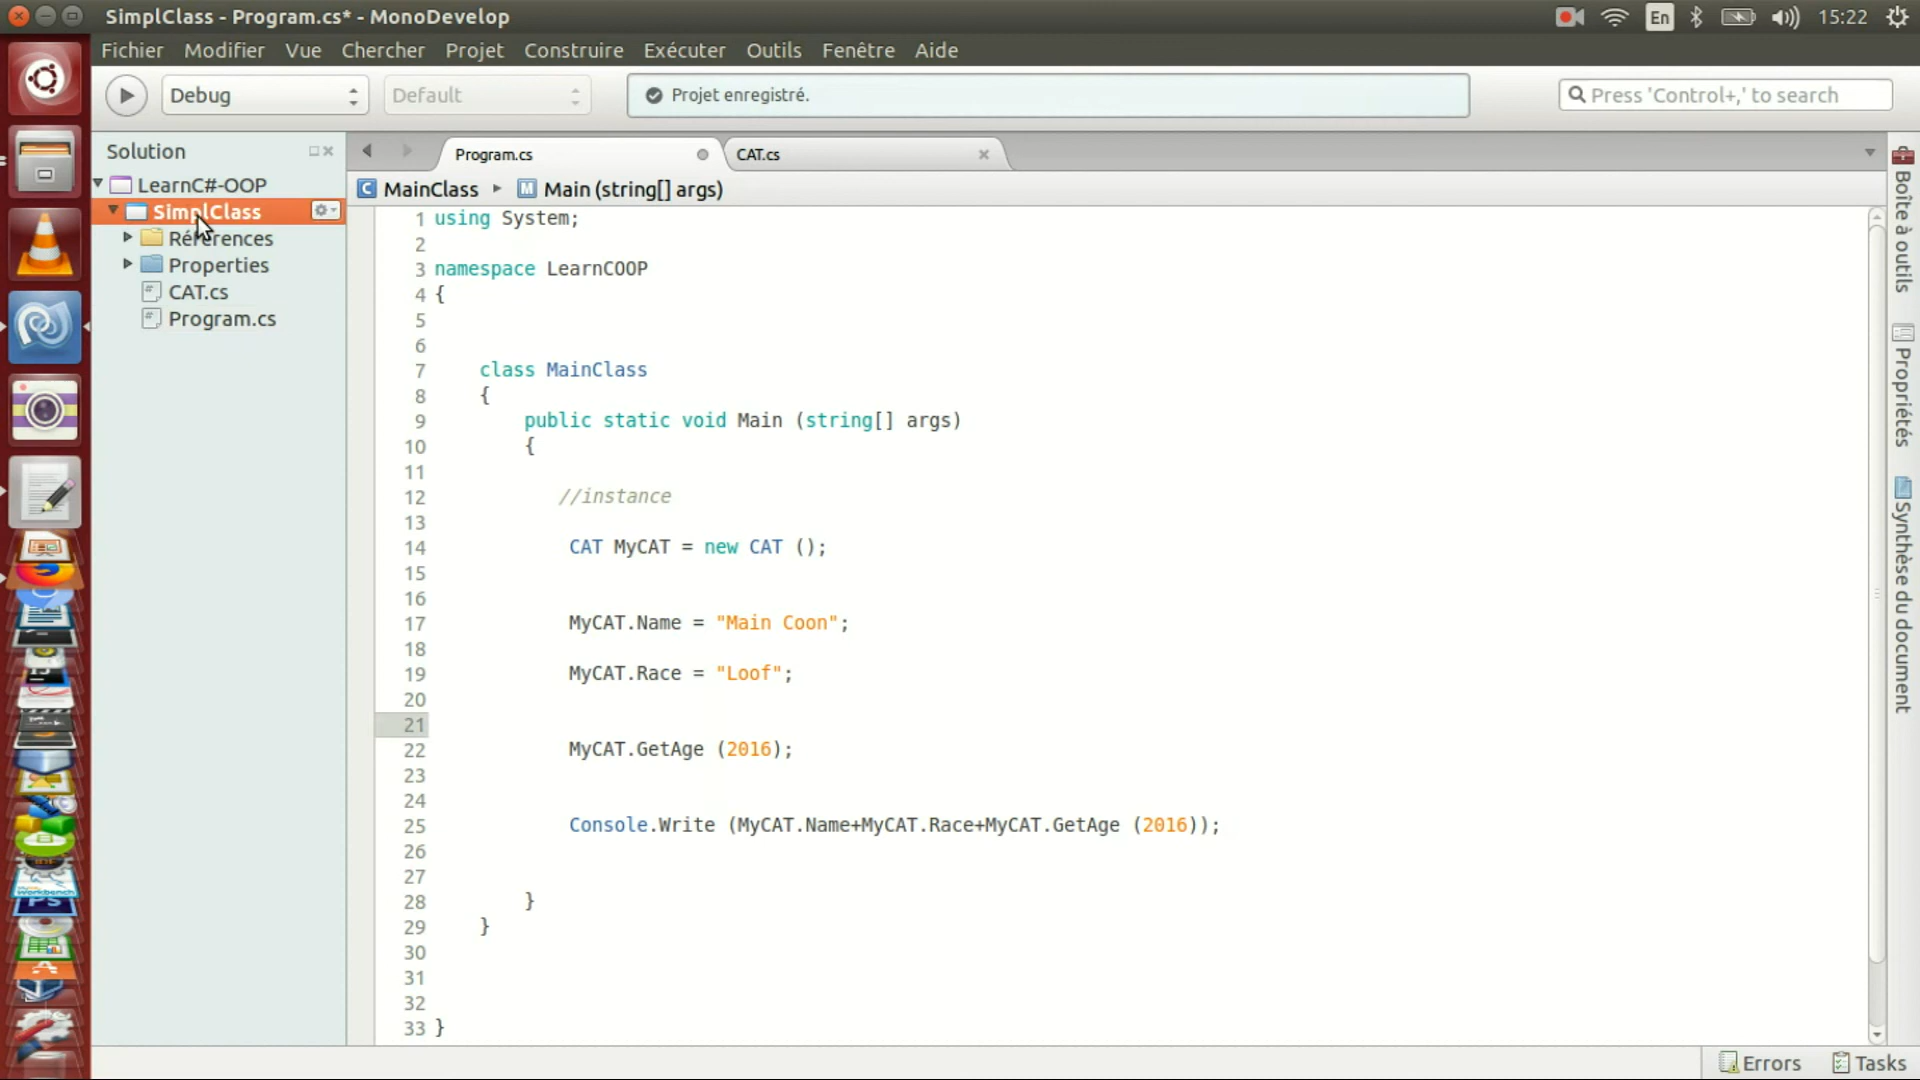 SimplClass - Program.cs* - MonoDevelop
En
15:22
Fichier Modifier Vue Chercher Projet Construire Exécuter Outils Fenêtre Aide
Debug
Default
Projet enregistré.
Press 'Control+,' to search
Solution
LearnC#-OOP
SimplClass
Références
Properties
CAT.cs
Program.cs
Program.cs
CAT.cs
MainClass
Main (string[] args)
1 using System;
2
3 namespace LearnCOOP
4 {
5
6
7 class MainClass
8 {
9 public static void Main (string[] args)
10 {
11
12 //instance
13
14 CAT MyCAT = new CAT ();
15
16
17 MyCAT.Name = "Main Coon";
18
19 MyCAT.Race = "Loof";
20
21
22 MyCAT.GetAge (2016);
23
24
25 Console.Write (MyCAT.Name+MyCAT.Race+MyCAT.GetAge (2016));
26
27
28 }
29 }
30
31
32
33 }
Boîte à outils
Propriétés
Synthèse du document
Errors
Tasks